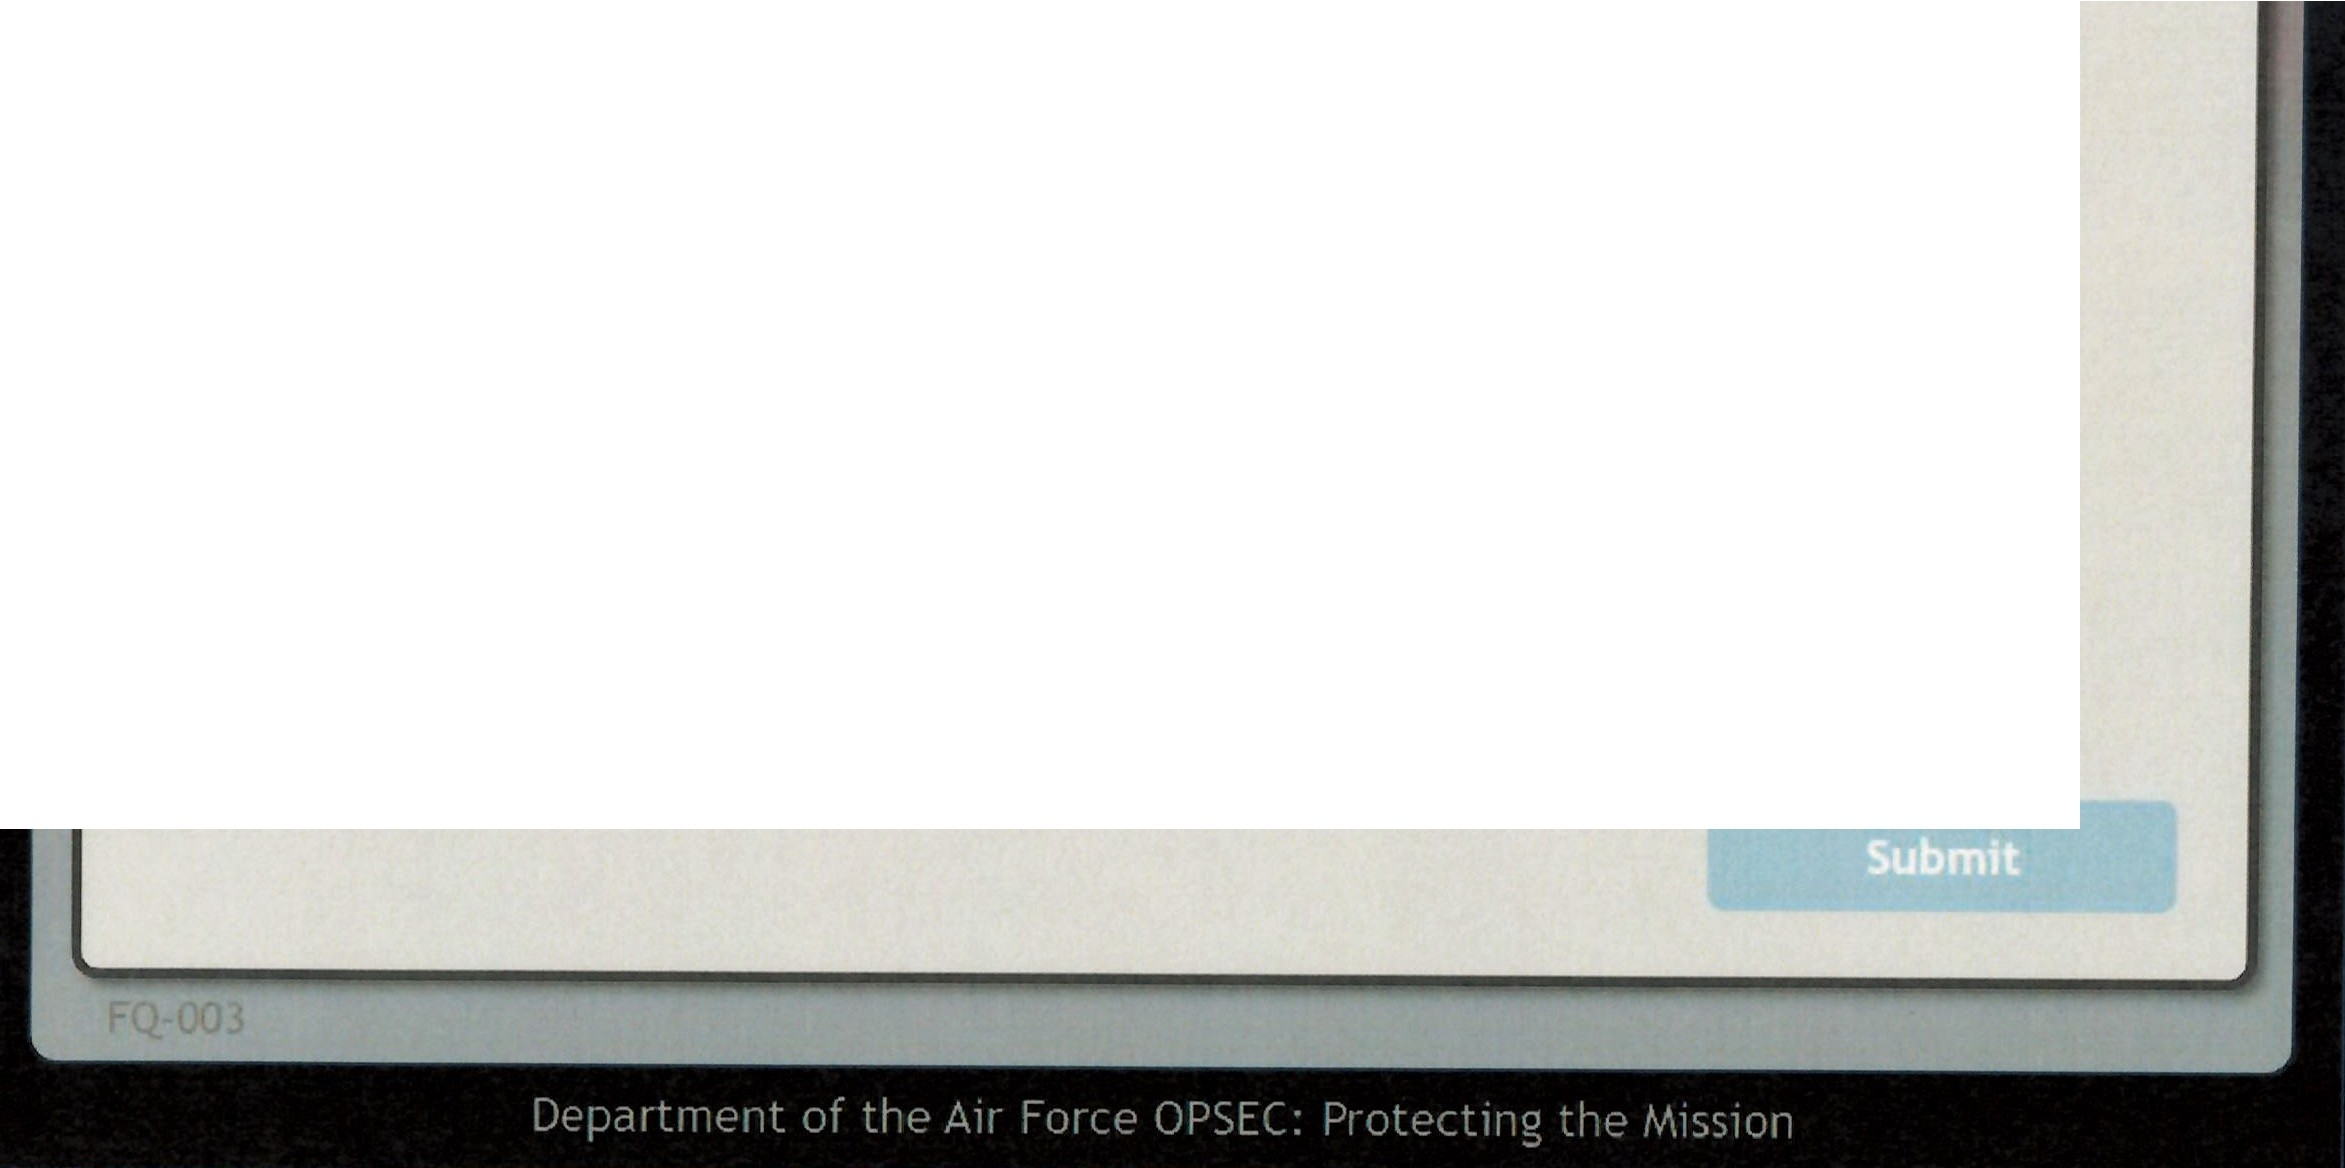 Submit
FQ-003
Department of the Air Force OPSEC: Protecting the Mission